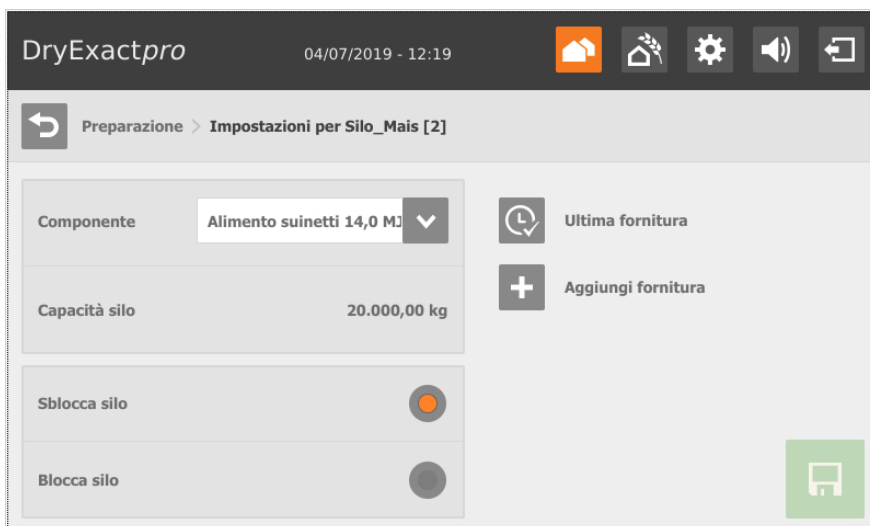 DryExactpro
04/07/2019 - 12:19
Preparazione > Impostazioni per Silo_Mais [2]
Componente
Alimento suinetti 14,0 MJ
Ultima fornitura
Aggiungi fornitura
Capacità silo
20.000,00 kg
Sblocca silo
Blocca silo